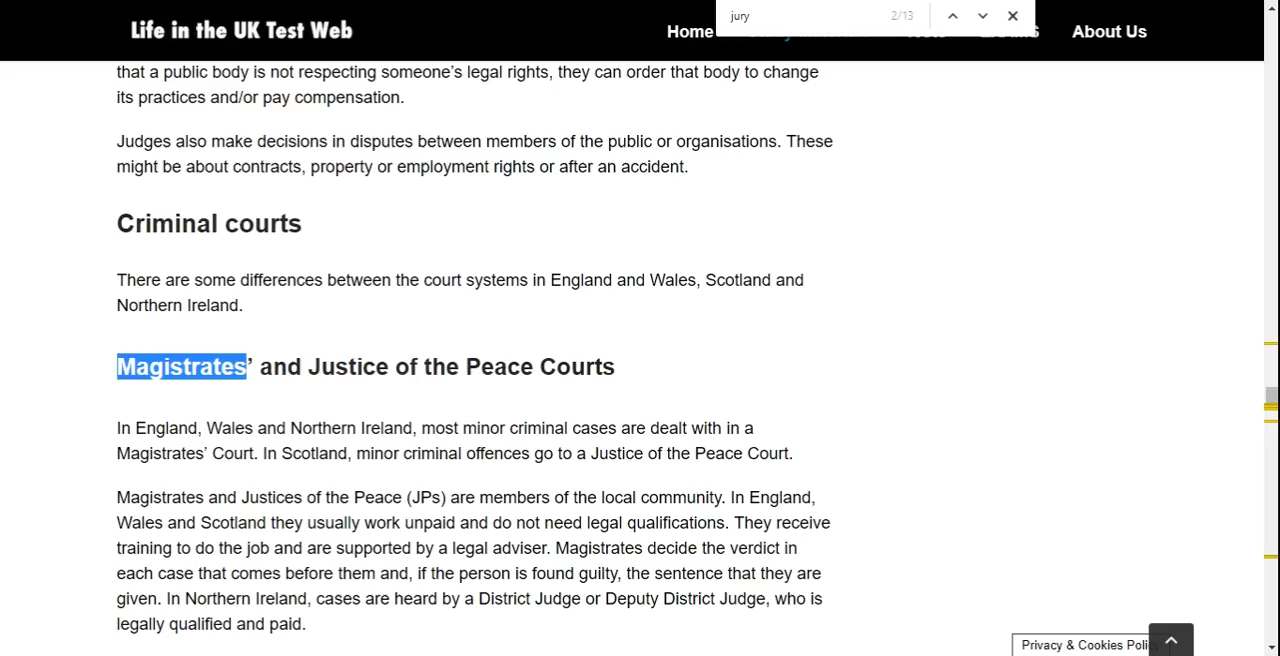 jury 2/13
Life in the UK Test Web Home About Us
that a public body is not respecting someone’s legal rights, they can order that body to change
its practices and/or pay compensation.
Judges also make decisions in disputes between members of the public or organisations. These
might be about contracts, property or employment rights or after an accident.
Criminal courts
There are some differences between the court systems in England and Wales, Scotland and
Northern Ireland.
Magistrates’ and Justice of the Peace Courts
In England, Wales and Northern Ireland, most minor criminal cases are dealt with in a
Magistrates’ Court. In Scotland, minor criminal offences go to a Justice of the Peace Court.
Magistrates and Justices of the Peace (JPs) are members of the local community. In England,
Wales and Scotland they usually work unpaid and do not need legal qualifications. They receive
training to do the job and are supported by a legal adviser. Magistrates decide the verdict in
each case that comes before them and, if the person is found guilty, the sentence that they are
given. In Northern Ireland, cases are heard by a District Judge or Deputy District Judge, who is
legally qualified and paid.
Privacy & Cookies Polic